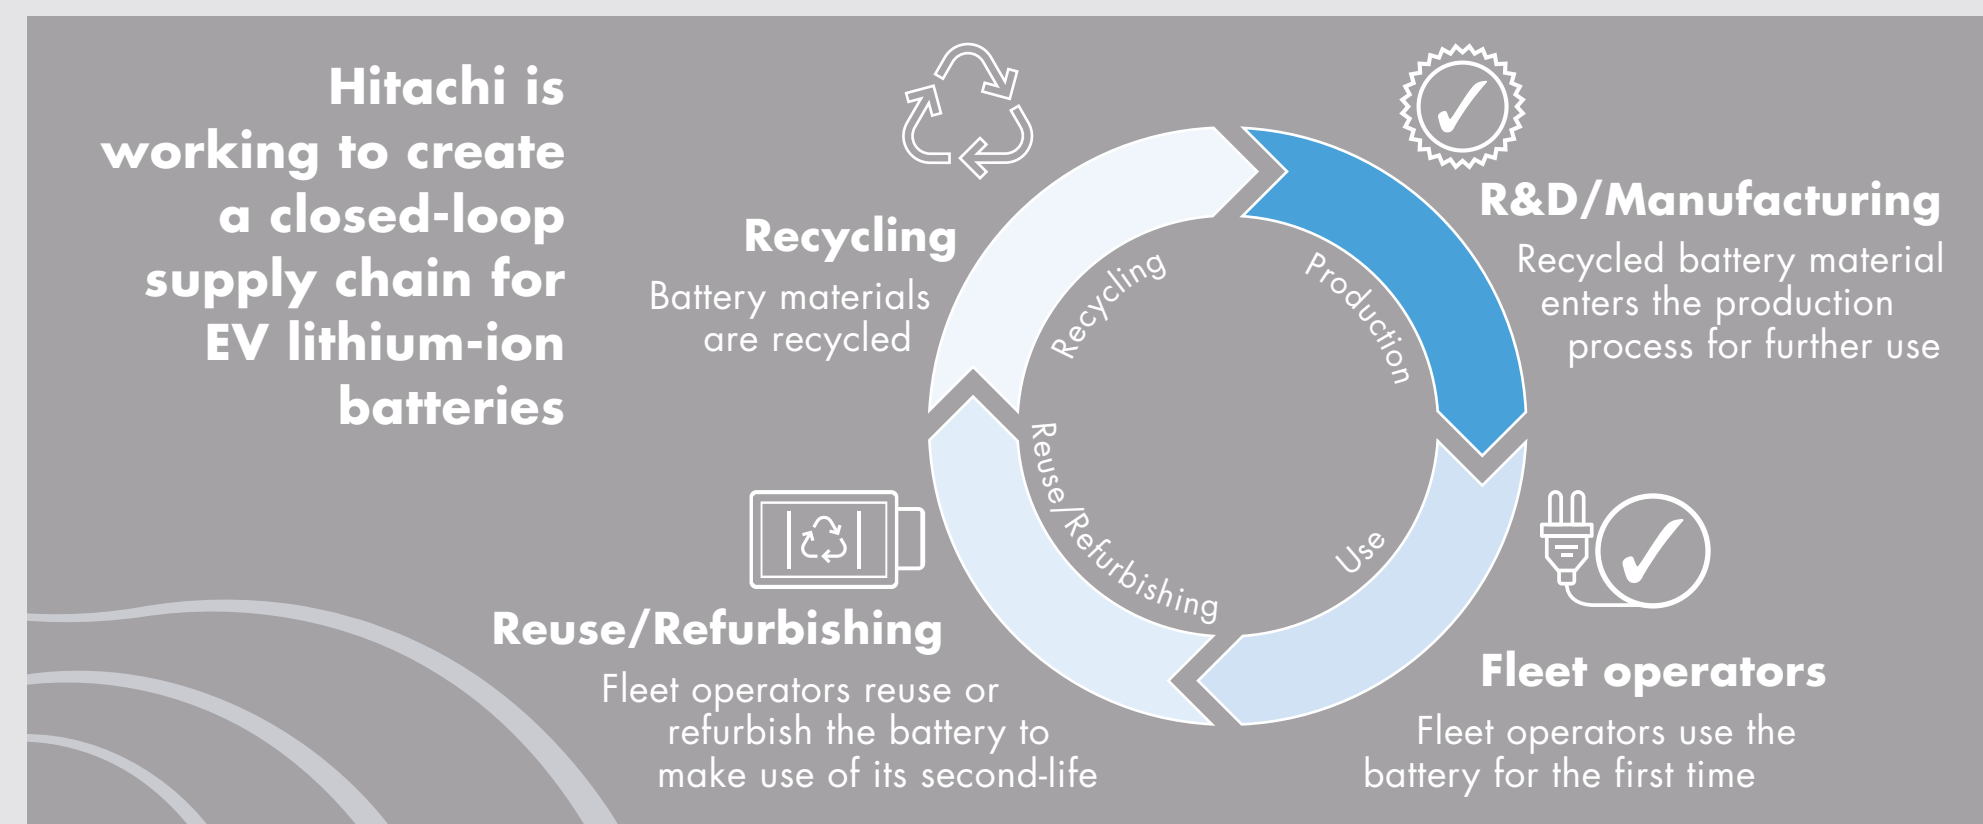 Hitachi is
working to create
a closed-loop
supply chain for
EV lithium-ion
batteries
Recycling
Battery materials
are recycled
R&D/Manufacturing
Recycled battery material
enters the production
process for further use
Recycling
Production
Reuse/Refurbishing
Use
Reuse/Refurbishing
Fleet operators reuse or
refurbish the battery to
make use of its second-life
Fleet operators
Fleet operators use the
battery for the first time